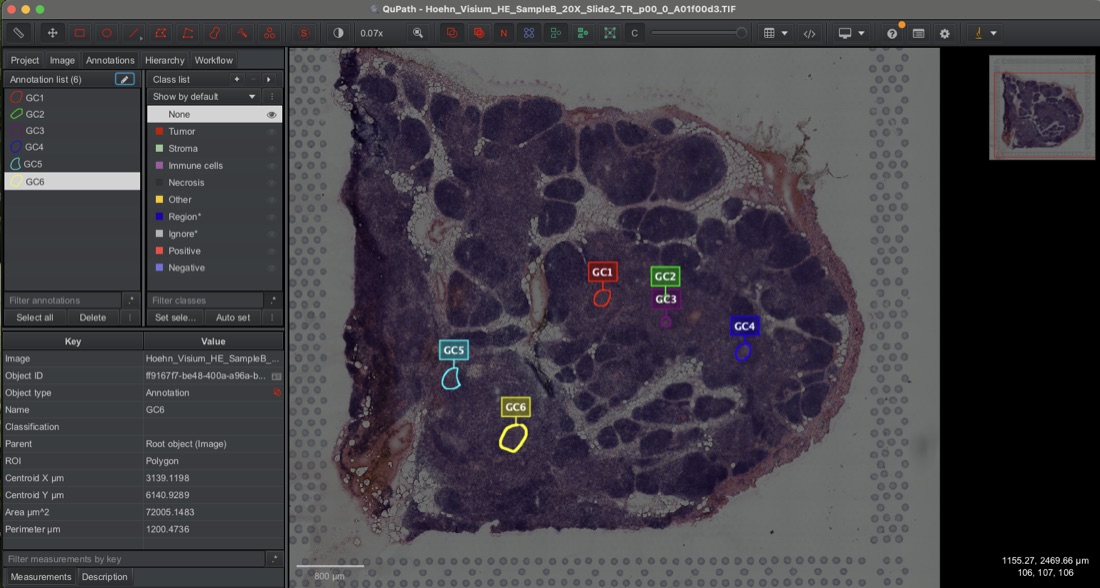 QuPath - Hoehn_Visium_HE_SampleB_20X_Slide2_TR_p00_0_A01f00d3.TIF
0.07x
N
S
C
Project Image Annotations Hierarchy Workflow
Annotation list (6)
GC1
GC2
GC3
GC4
GC5
GC6
Filter annotations .*
Select all Delete
Class list
Show by default
None
Tumor
Stroma
Immune cells
Necrosis
Other
Region*
Ignore*
Positive
Negative
Filter classes .*
Set sele... Auto set
Key Value
Image Hoehn_Visium_HE_SampleB_...
Object ID ff9167f7-be48-400a-a96a-b...
Object type Annotation
Name GC6
Classification
Parent Root object (Image)
ROI Polygon
Centroid X µm 3139.1198
Centroid Y µm 6140.9289
Area µm^2 72005.1483
Perimeter µm 1200.4736
Filter measurements by key .*
Measurements Description
GC1
GC2
GC3
GC4
GC5
GC6
800 µm
1155.27, 2469.66 µm
106, 107, 106